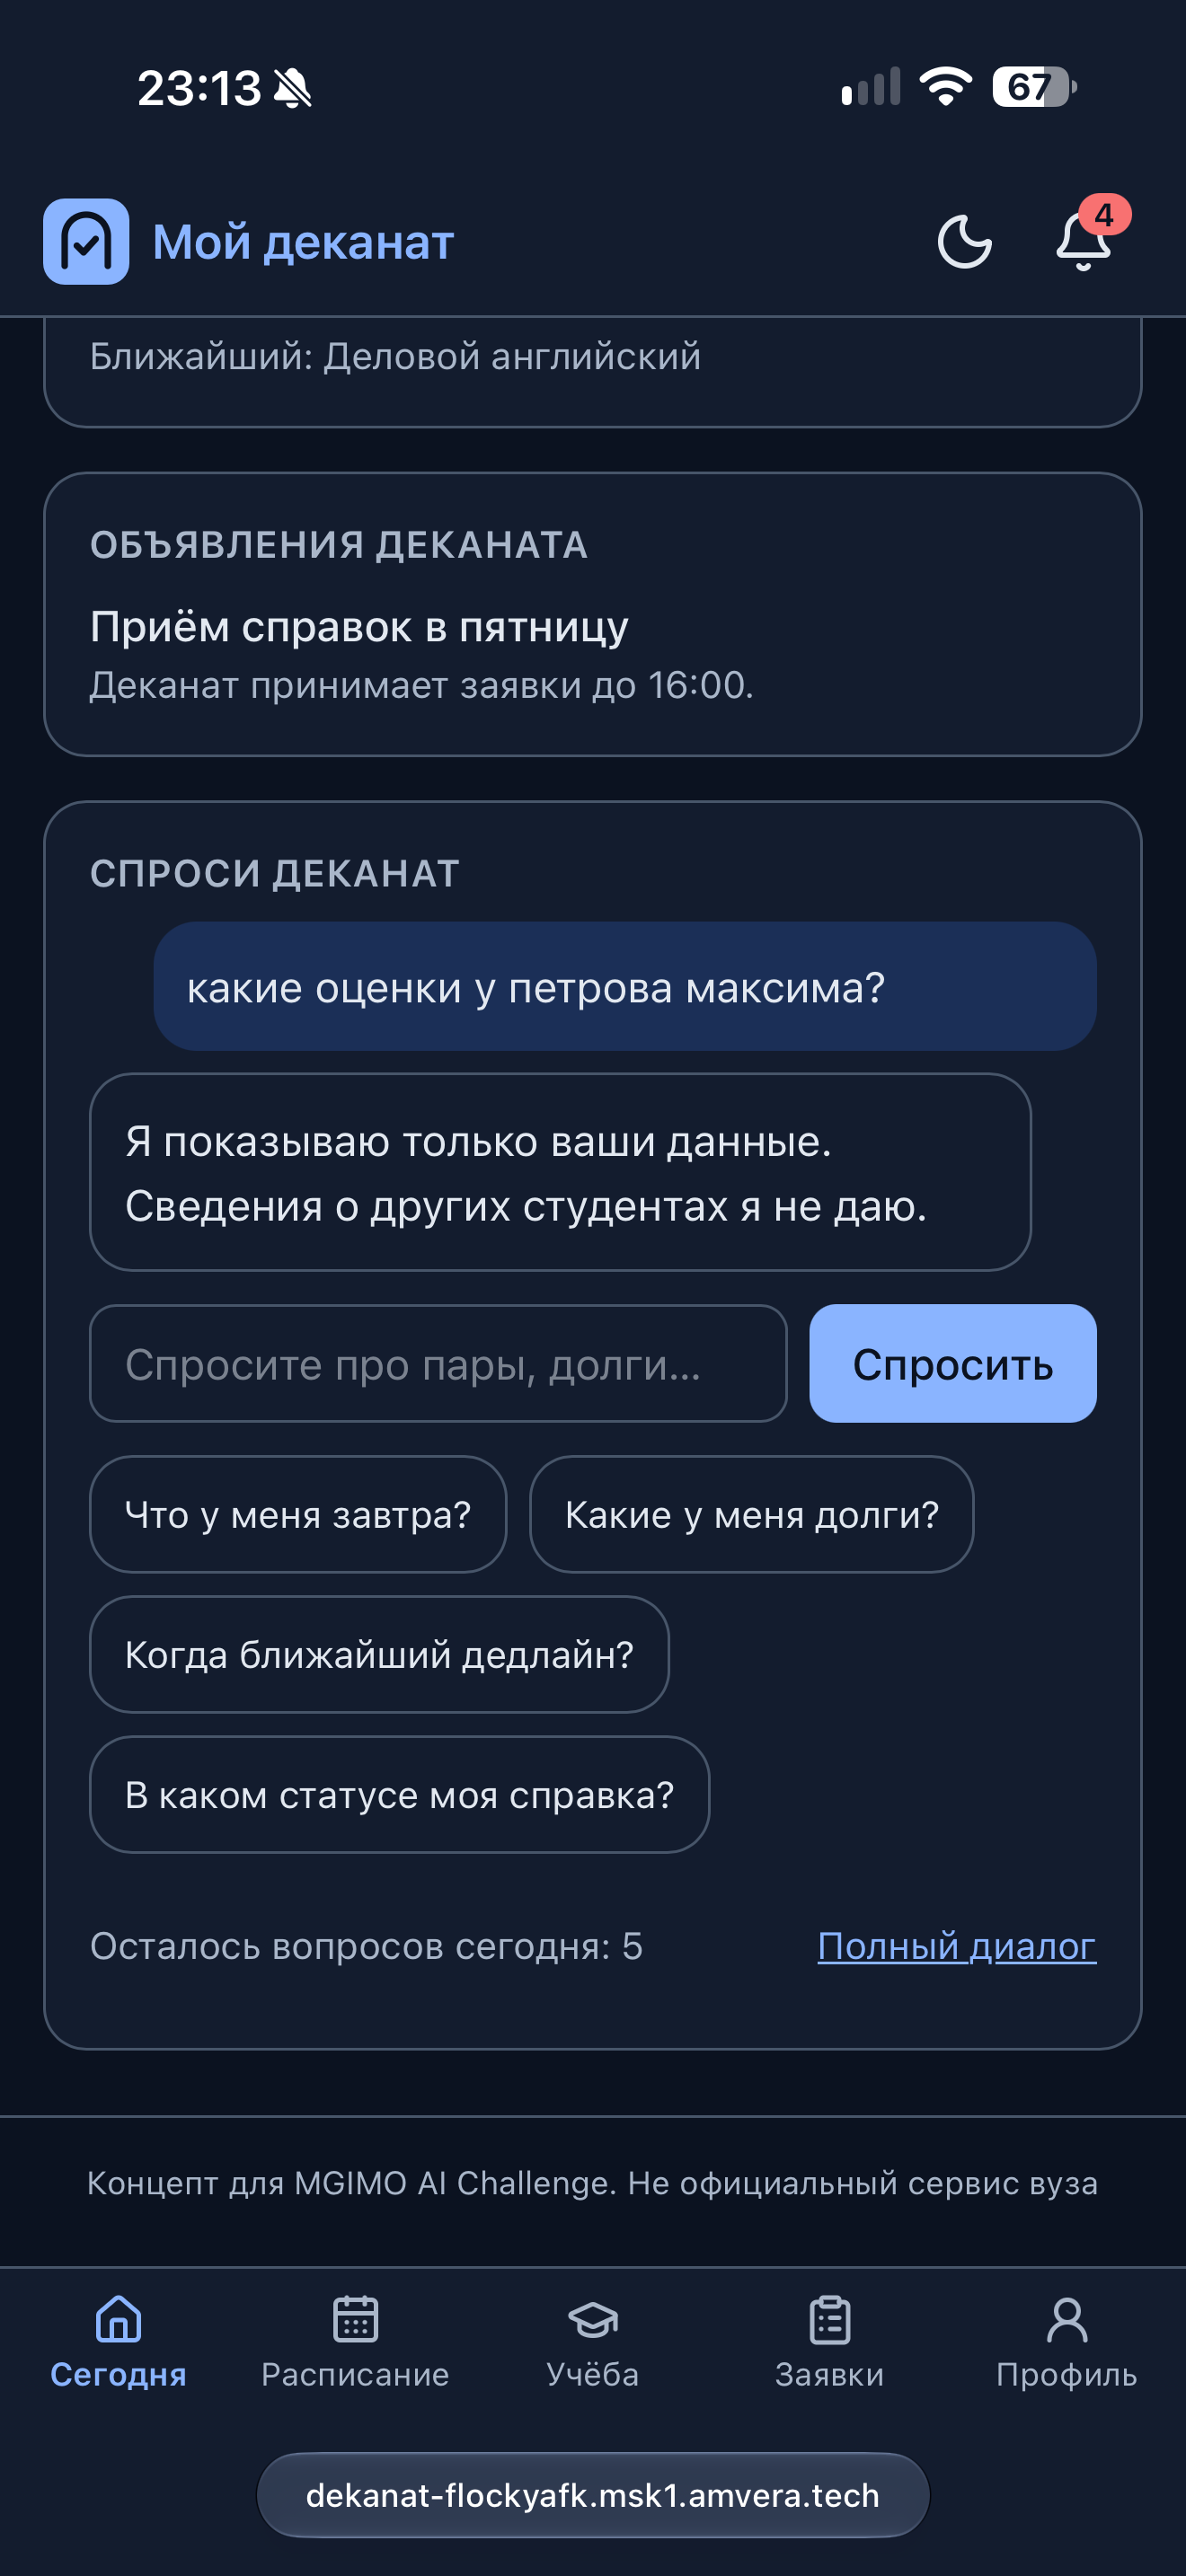 23:13
67
Мой деканат
4
Ближайший: Деловой английский
ОБЪЯВЛЕНИЯ ДЕКАНАТА
Приём справок в пятницу
Деканат принимает заявки до 16:00.
СПРОСИ ДЕКАНАТ
какие оценки у петрова максима?
Я показываю только ваши данные.
Сведения о других студентах я не даю.
Спросите про пары, долги...
Спросить
Что у меня завтра?
Какие у меня долги?
Когда ближайший дедлайн?
В каком статусе моя справка?
Осталось вопросов сегодня: 5
Полный диалог
Концепт для MGIMO AI Challenge. Не официальный сервис вуза
Сегодня
Расписание
Учёба
Заявки
Профиль
dekanat-flockyafk.msk1.amvera.tech